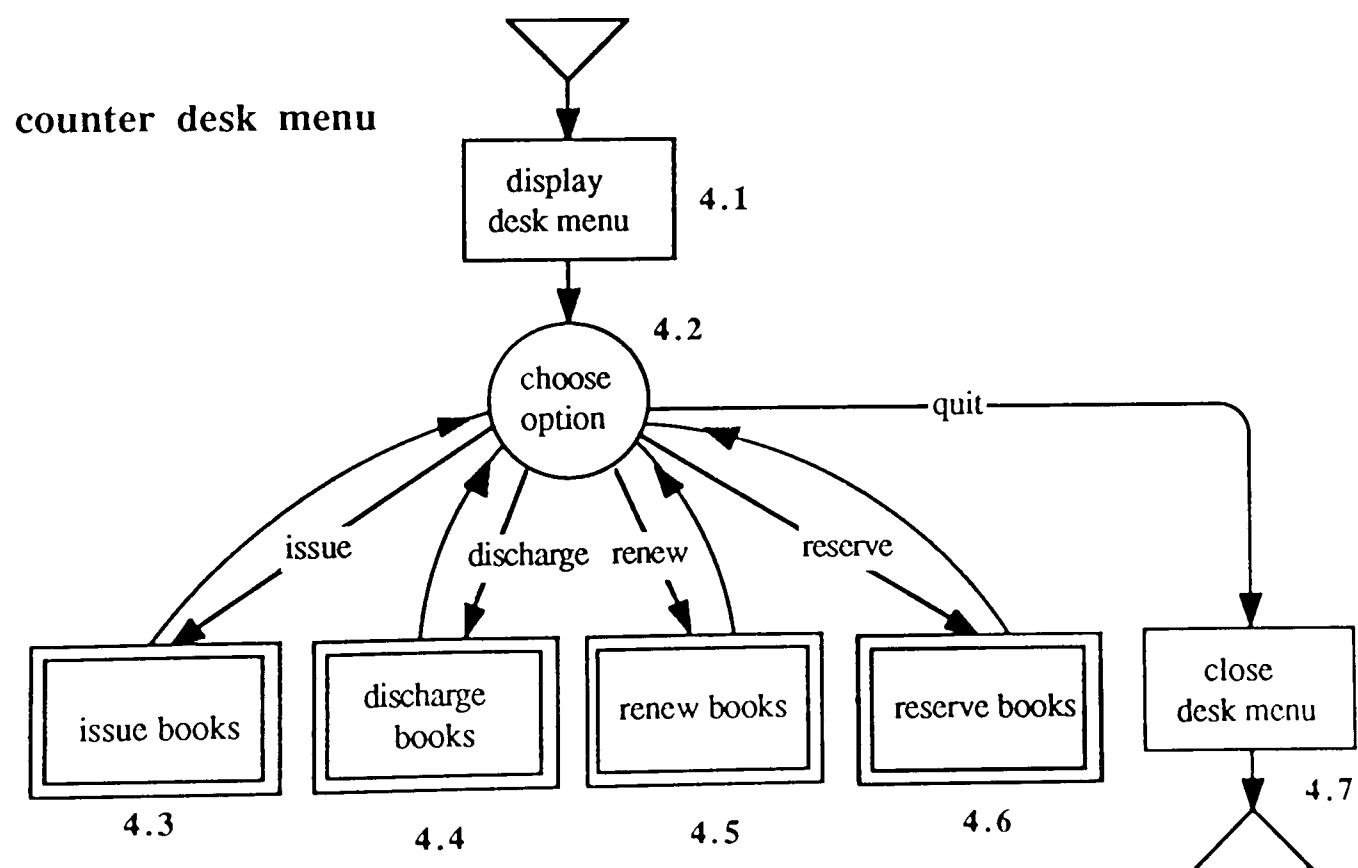 counter desk menu
display
desk menu
4.1
4.2
choose
option
quit
issue
discharge
renew
reserve
issue books
discharge
books
renew books
reserve books
close
desk menu
4.3
4.4
4.5
4.6
4.7